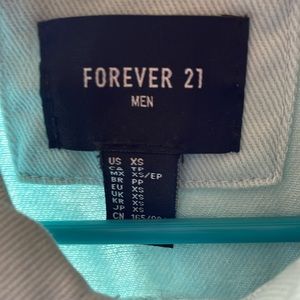 FOREVER 21
MEN
US XS
CA TP
MX XS/EP
BR PP
EU XS
UK XS
KR XS
JP XS
CN